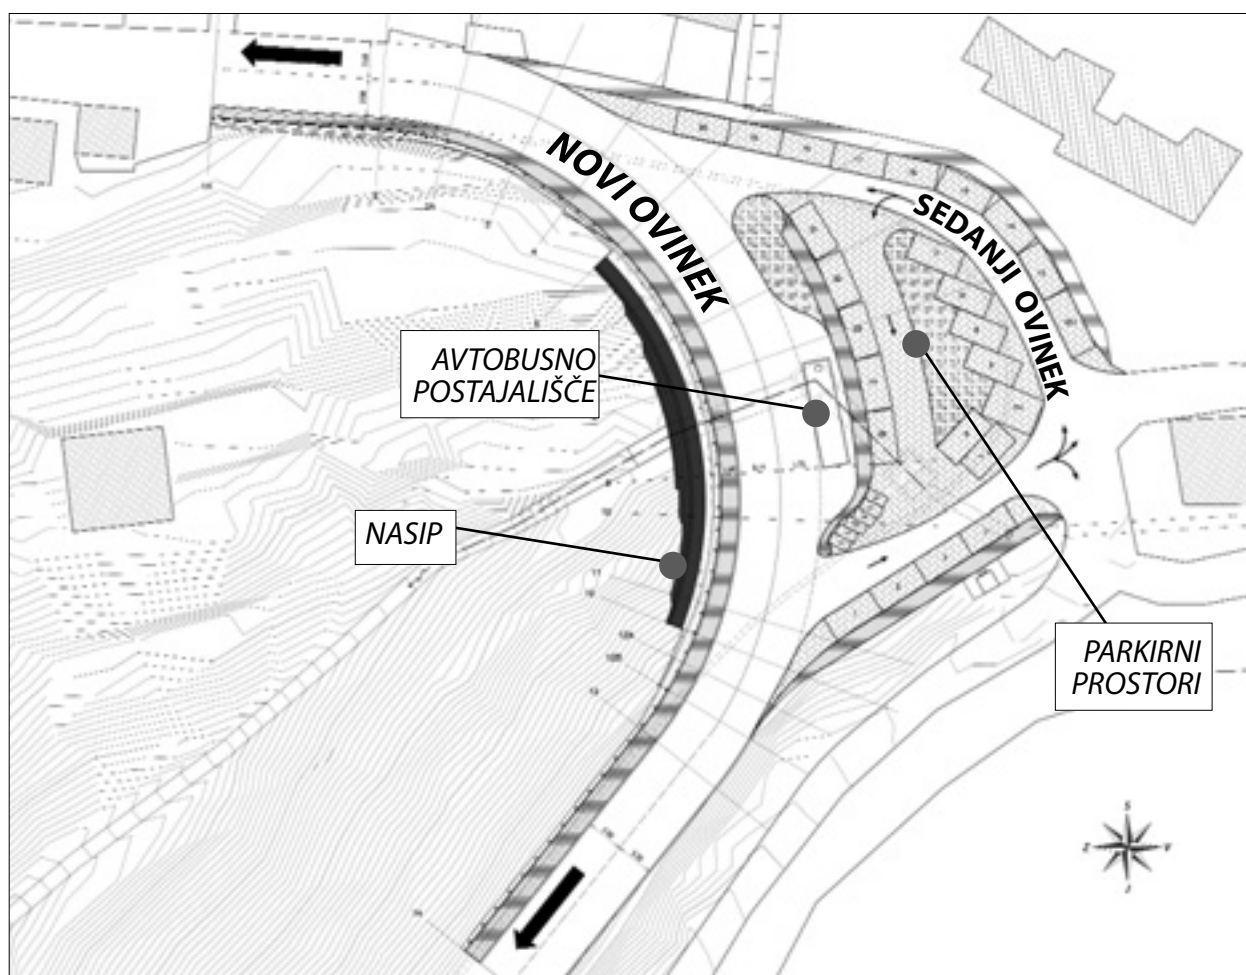 NOVI OVINEK
SEDANJI OVINEK
AVTOBUSNO
POSTAJALIŠČE
NASIP
PARKIRNI
PROSTORI
S
Z
V
J